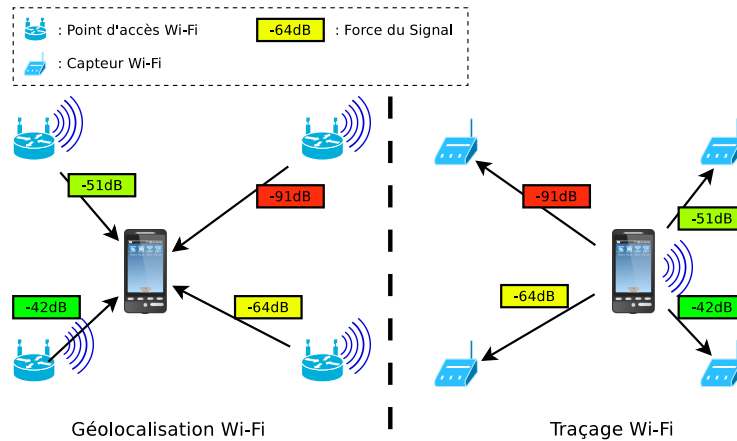 : Point d'accès Wi-Fi
-64dB : Force du Signal
: Capteur Wi-Fi
-51dB
-91dB
-42dB
-64dB
Géolocalisation Wi-Fi
-91dB
-51dB
-64dB
-42dB
Traçage Wi-Fi